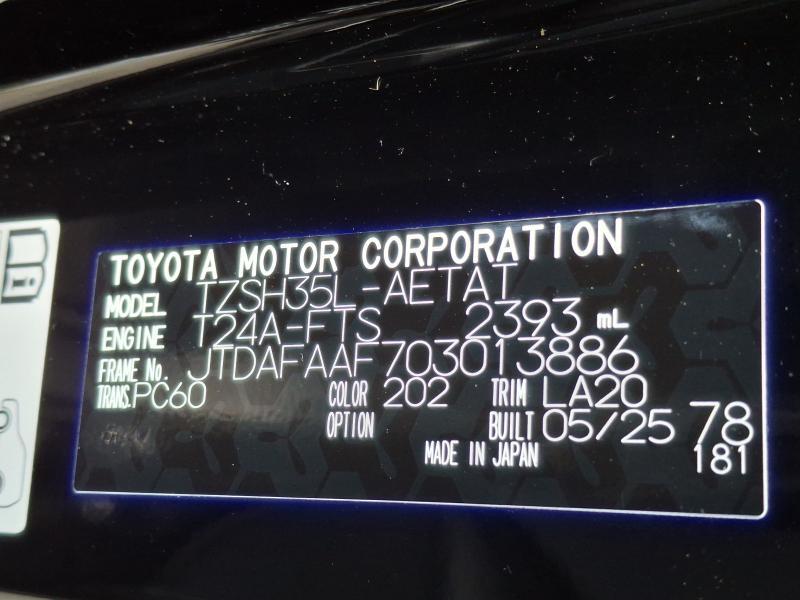 TOYOTA MOTOR CORPORATION
MODEL TZSH35L-AETAT
ENGINE T24A-FTS 2393 mL
FRAME No. JTDAFAAF703013886
TRANS. PC60 COLOR 202 TRIM LA20
OPTION BUILT 05/25 78
MADE IN JAPAN 181